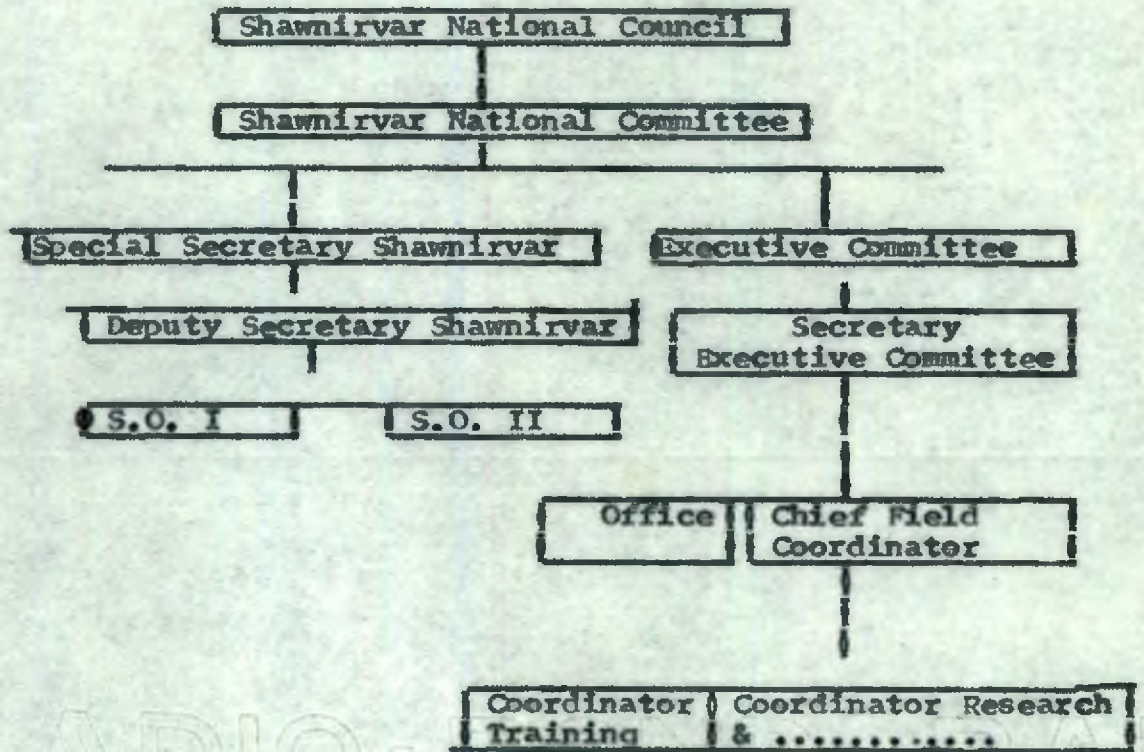 Shawnirvar National Council
Shawnirvar National Committee
Special Secretary Shawnirvar
Executive Committee
Deputy Secretary Shawnirvar
Secretary
Executive Committee
S.O. I
S.O. II
Office
Chief Field
Coordinator
Coordinator
Training
Coordinator Research
& ............